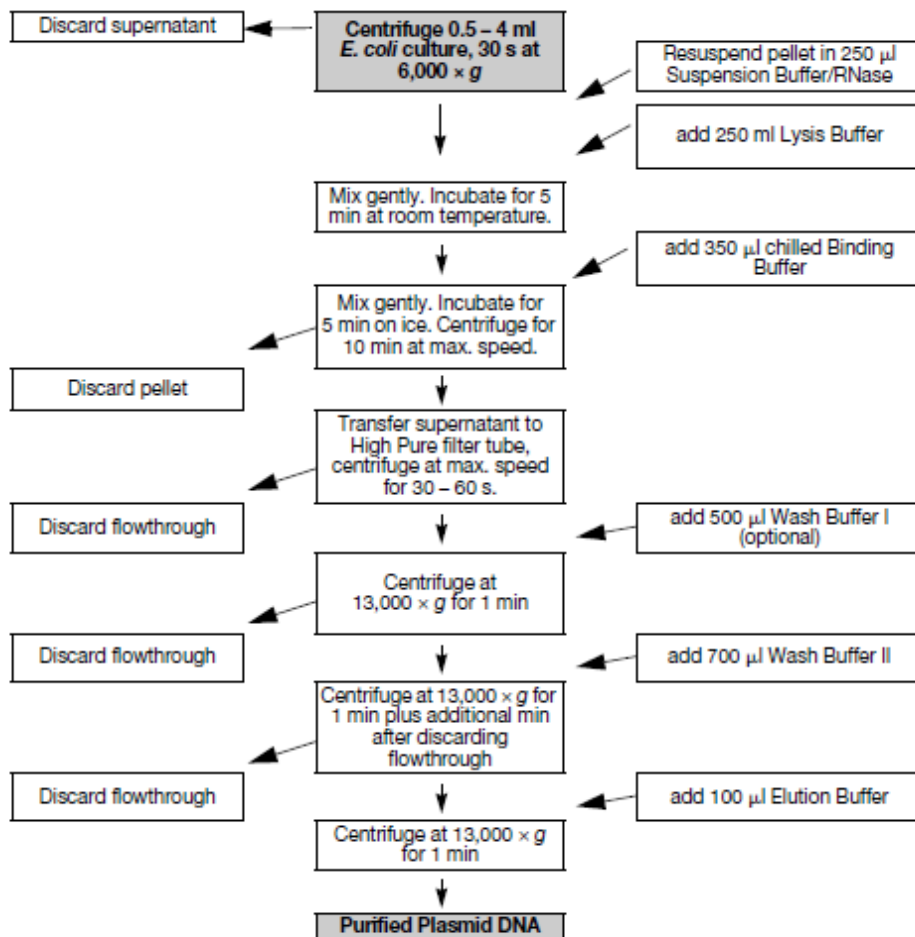 Discard supernatant
Centrifuge 0.5 – 4 ml
E. coli culture, 30 s at
6,000 × g
Resuspend pellet in 250 µl
Suspension Buffer/RNase
add 250 ml Lysis Buffer
Mix gently. Incubate for 5
min at room temperature.
add 350 µl chilled Binding
Buffer
Mix gently. Incubate for
5 min on ice. Centrifuge for
10 min at max. speed.
Discard pellet
Transfer supernatant to
High Pure filter tube,
centrifuge at max. speed
for 30 – 60 s.
Discard flowthrough
add 500 µl Wash Buffer I
(optional)
Centrifuge at
13,000 × g for 1 min
Discard flowthrough
add 700 µl Wash Buffer II
Centrifuge at 13,000 × g for
1 min plus additional min
after discarding
flowthrough
Discard flowthrough
add 100 µl Elution Buffer
Centrifuge at 13,000 × g
for 1 min
Purified Plasmid DNA